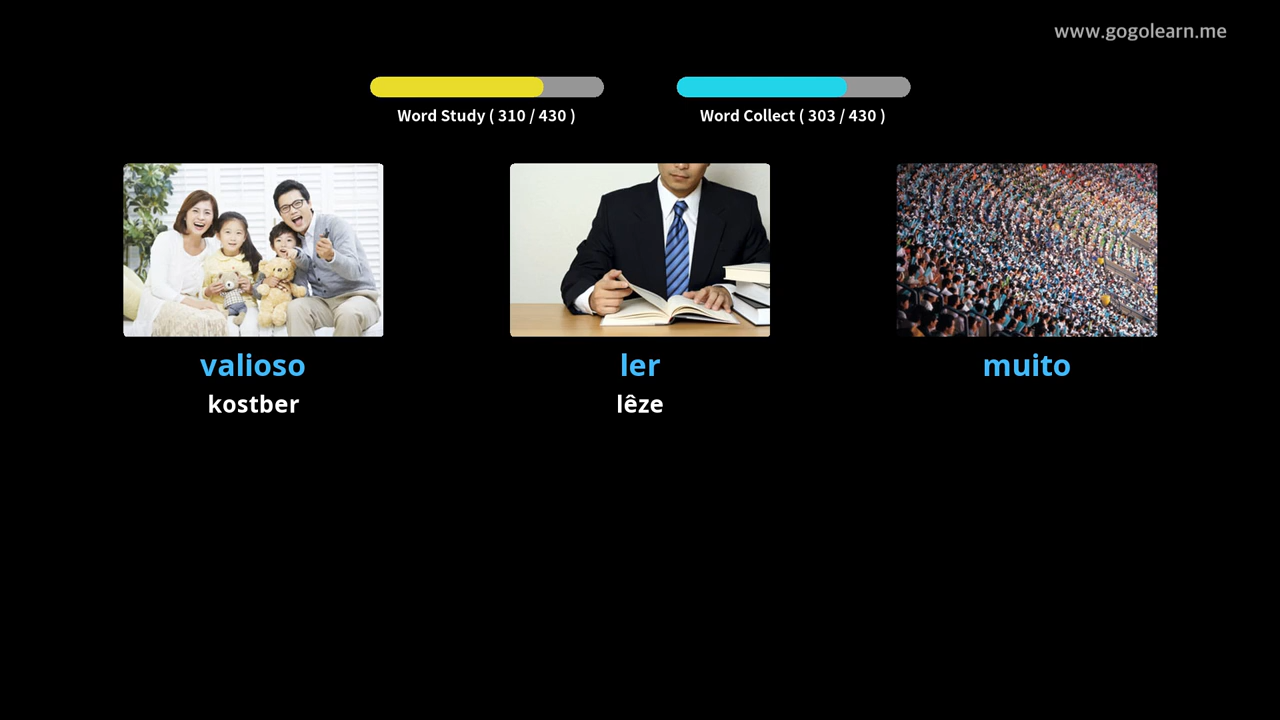 www.gogolearn.me
Word Study ( 310 / 430 )
Word Collect ( 303 / 430 )
valioso
ler
muito
kostber
lêze